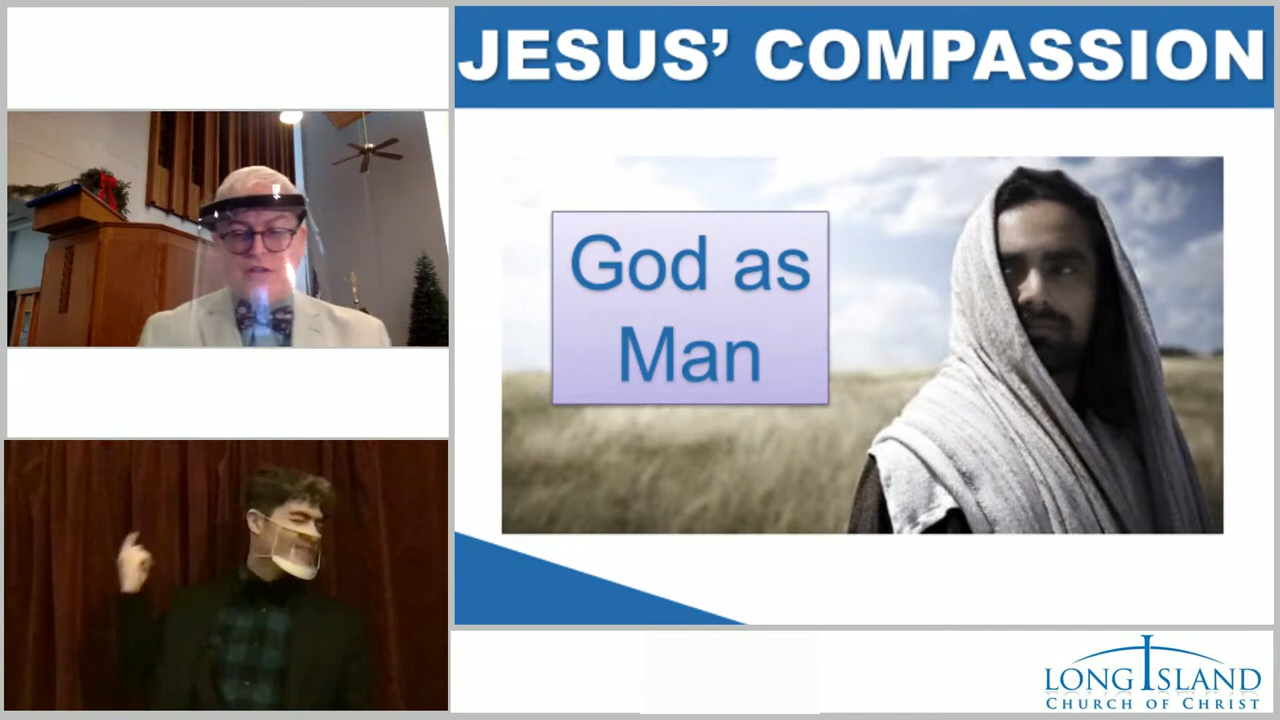 JESUS’ COMPASSION
God as
Man
LONG ISLAND
CHURCH OF CHRIST